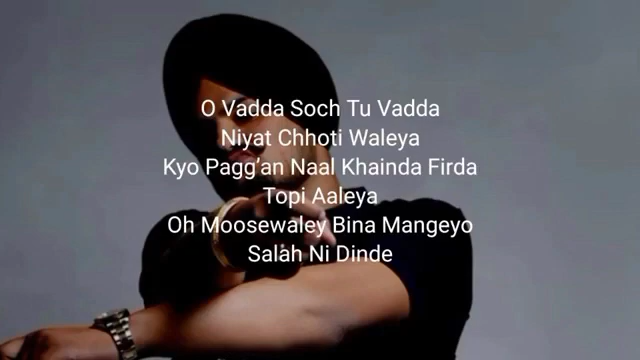 O Vadda Soch Tu Vadda
Niyat Chhoti Waleya
Kyo Pagg’an Naal Khainda Firda
Topi Aaleya
Oh Moosewaley Bina Mangeyo
Salah Ni Dinde